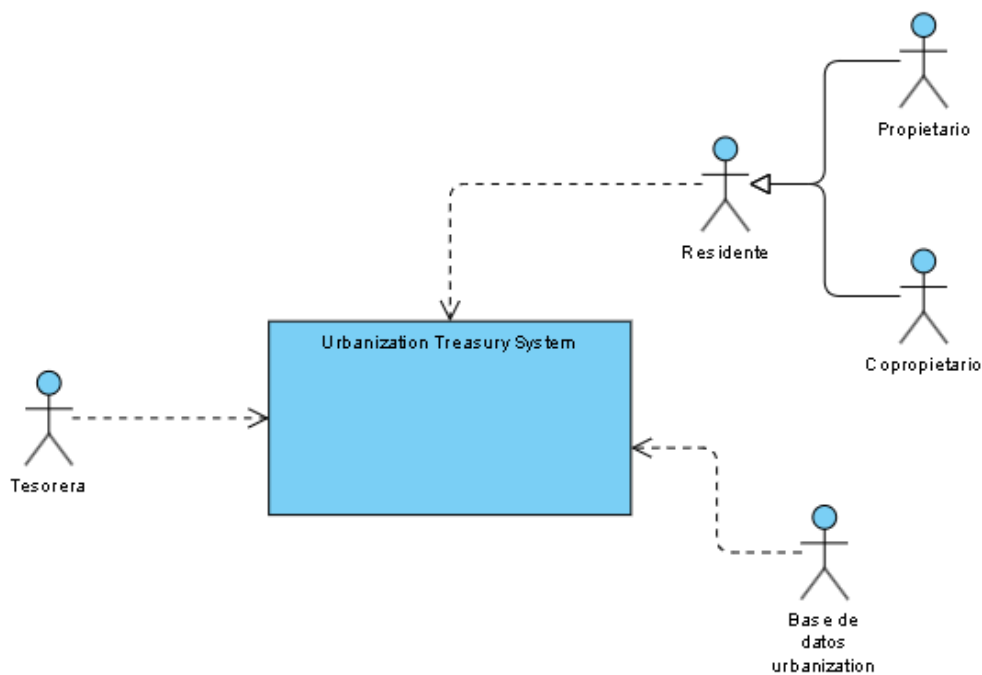 Propietario
Residente
Urbanization Treasury System
Copropietario
Tesorera
Base de
datos
urbanization